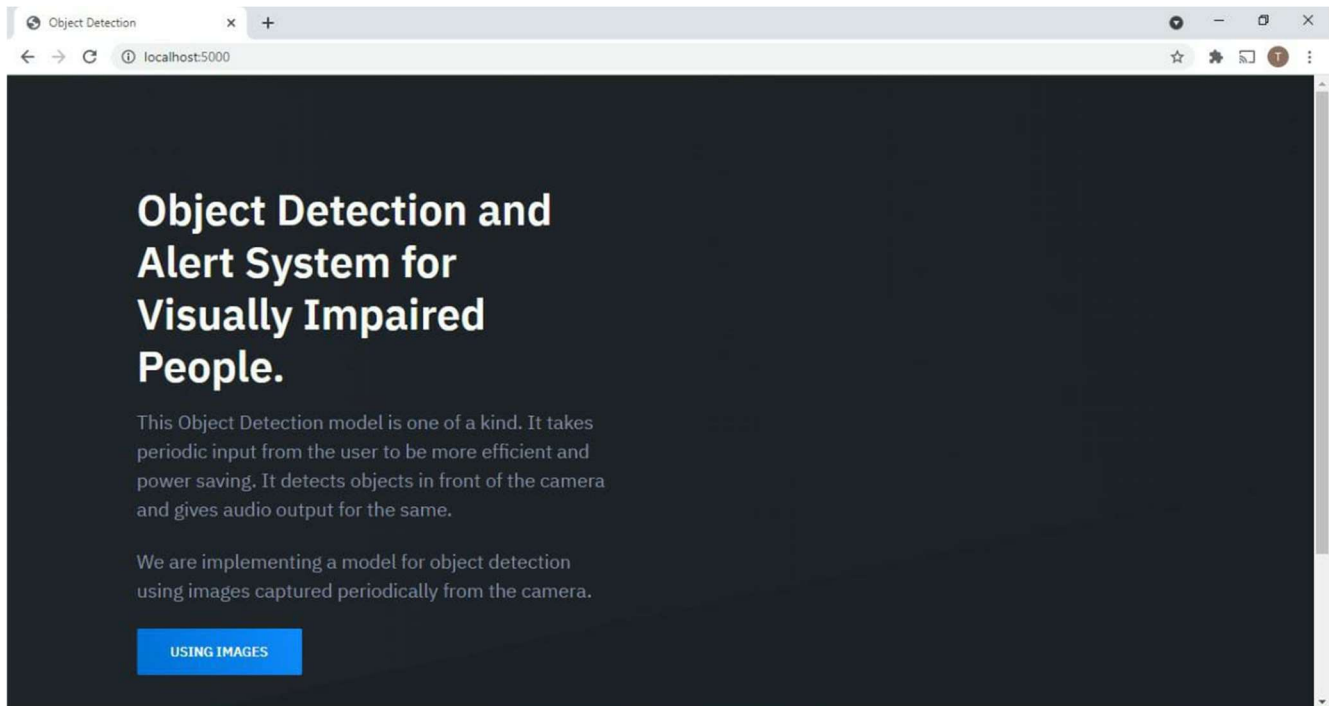 Object Detection
localhost:5000
T
Object Detection and
Alert System for
Visually Impaired
People.
This Object Detection model is one of a kind. It takes
periodic input from the user to be more efficient and
power saving. It detects objects in front of the camera
and gives audio output for the same.
We are implementing a model for object detection
using images captured periodically from the camera.
USING IMAGES